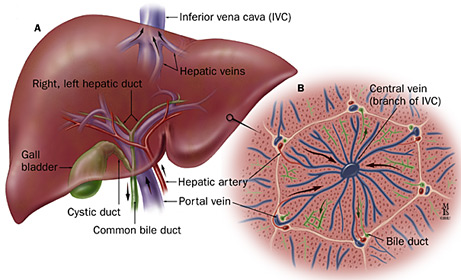 A
Inferior vena cava (IVC)
Hepatic veins
Right, left hepatic duct
Gall
bladder
Cystic duct
Common bile duct
Hepatic artery
Portal vein
B
Central vein
(branch of IVC)
Bile duct